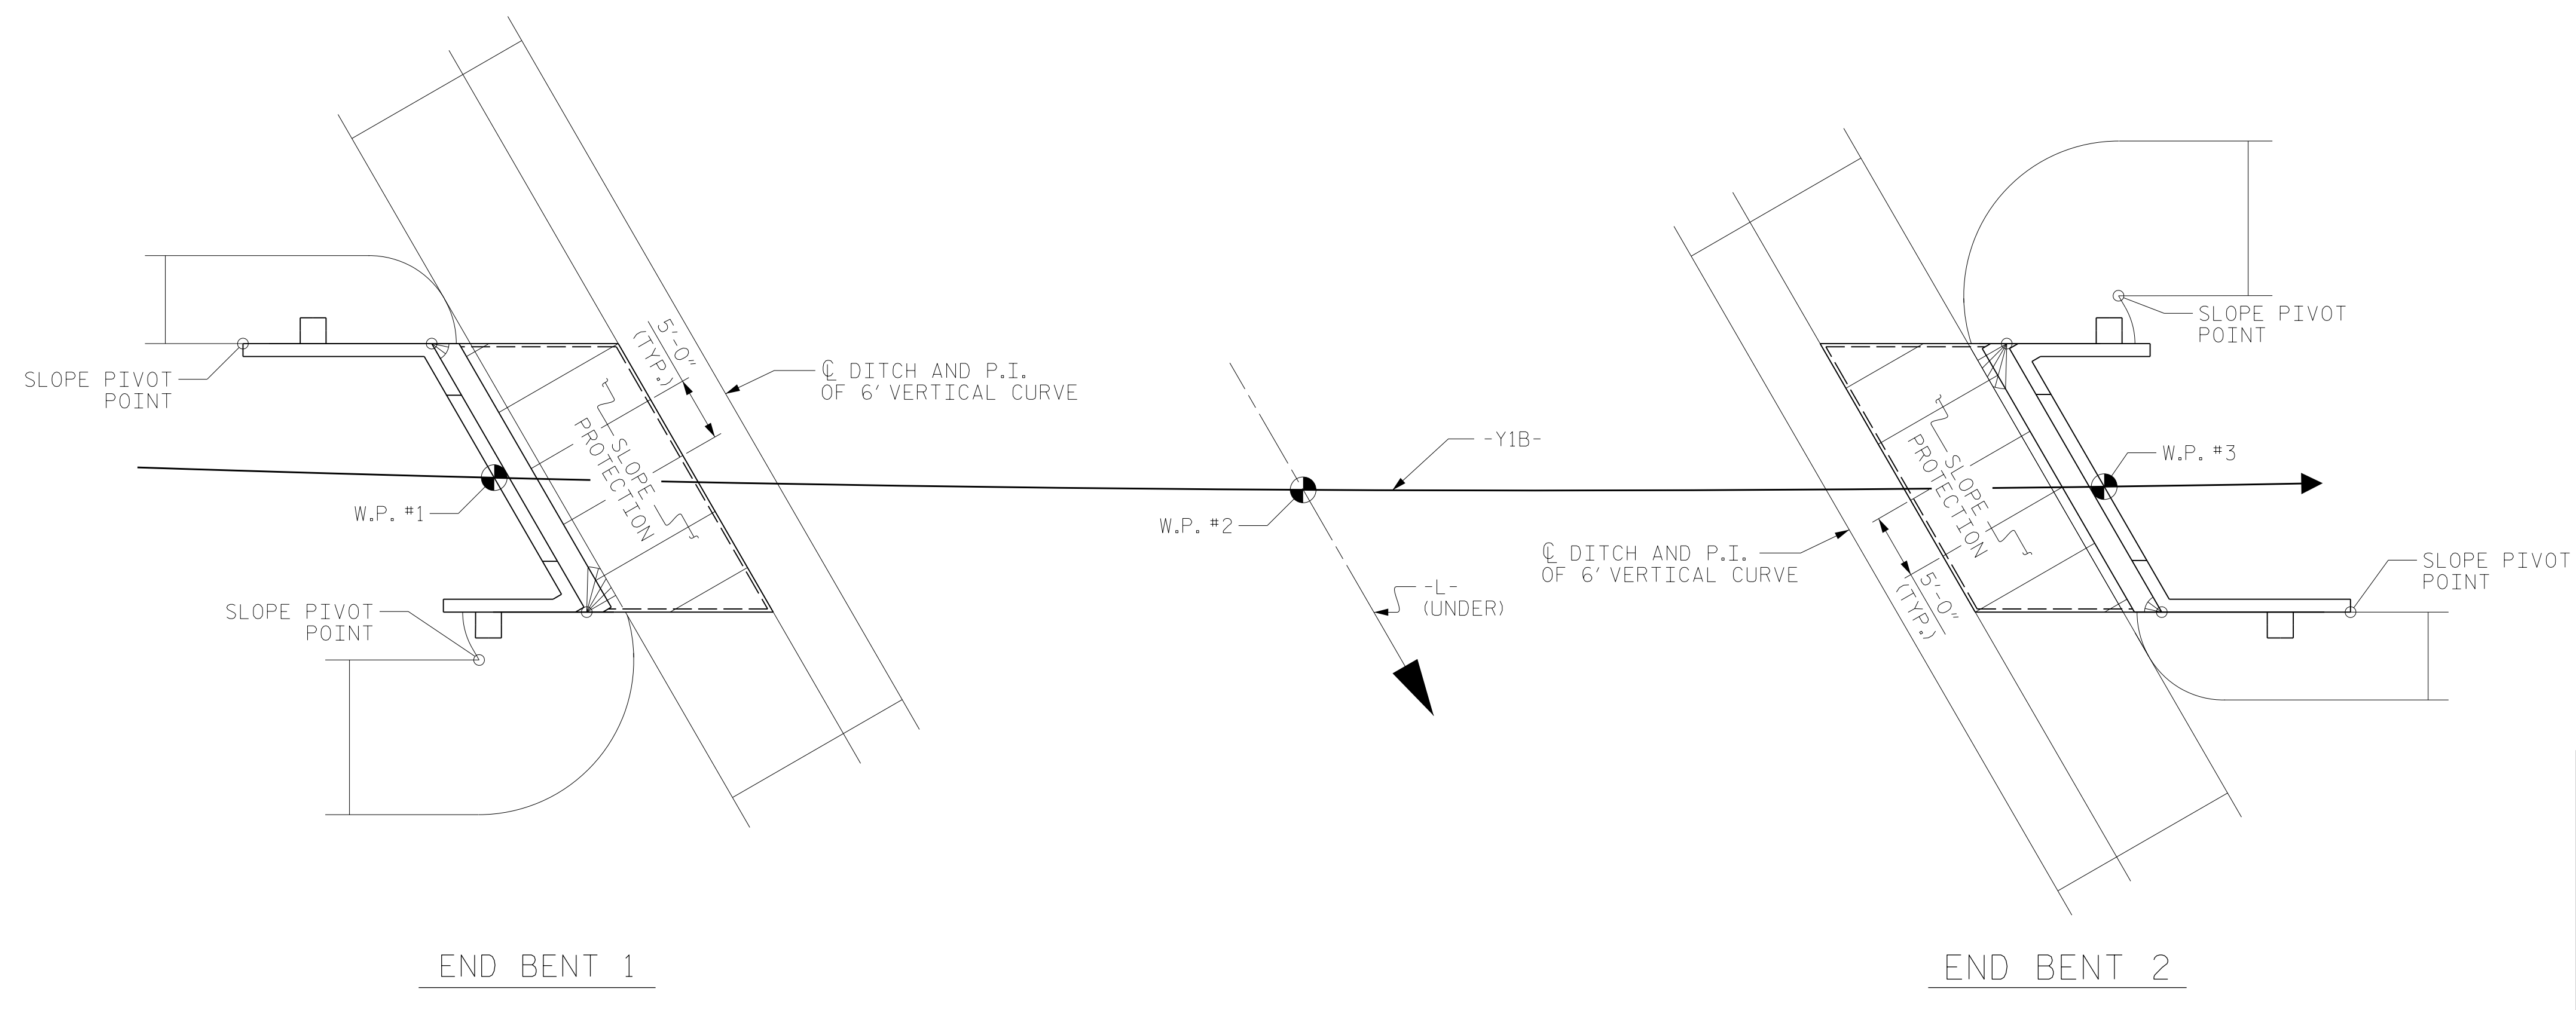 SLOPE PIVOT
POINT
SLOPE PIVOT
POINT
W.P. #1
5'-0"
(TYP.)
SLOPE
PROTECTION
℄ DITCH AND P.I.
OF 6' VERTICAL CURVE
W.P. #2
-Y1B-
-L-
(UNDER)
℄ DITCH AND P.I.
OF 6' VERTICAL CURVE
5'-0"
(TYP.)
SLOPE
PROTECTION
SLOPE PIVOT
POINT
W.P. #3
SLOPE PIVOT
POINT
END BENT 1
END BENT 2